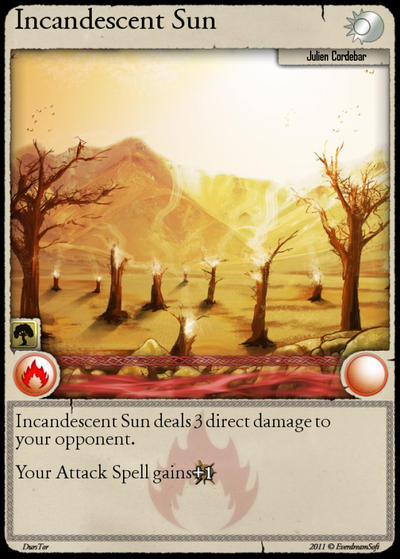 Incandescent Sun
Julien Cordebar
Incandescent Sun deals 3 direct damage to
your opponent.
Your Attack Spell gains +1
DursTor
2011 © EverdreamSoft